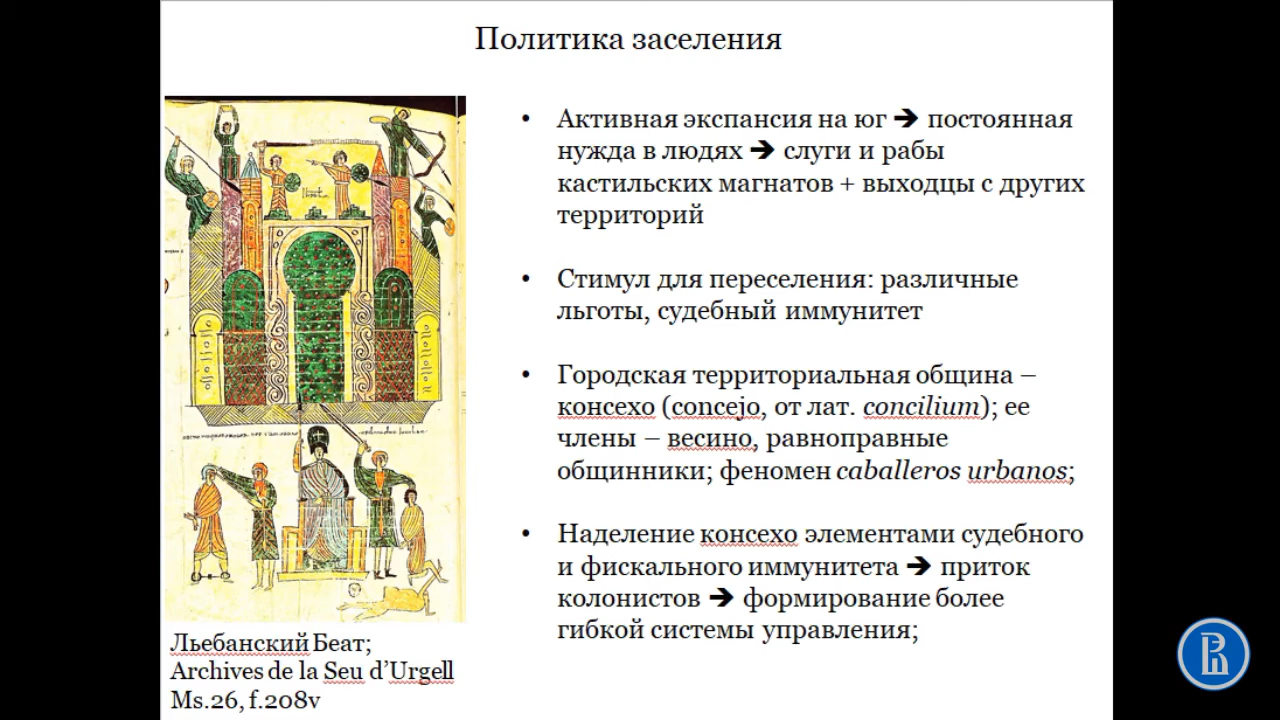 Политика заселения
• Активная экспансия на юг ➔ постоянная
нужда в людях ➔ слуги и рабы
кастильских магнатов + выходцы с других
территорий
• Стимул для переселения: различные
льготы, судебный иммунитет
• Городская территориальная община –
консехо (concejo, от лат. concilium); ее
члены – весино, равноправные
общинники; феномен caballeros urbanos;
• Наделение консехо элементами судебного
и фискального иммунитета ➔ приток
колонистов ➔ формирование более
гибкой системы управления;
Льебанский Беат;
Archives de la Seu d’Urgell
Ms.26, f.208v